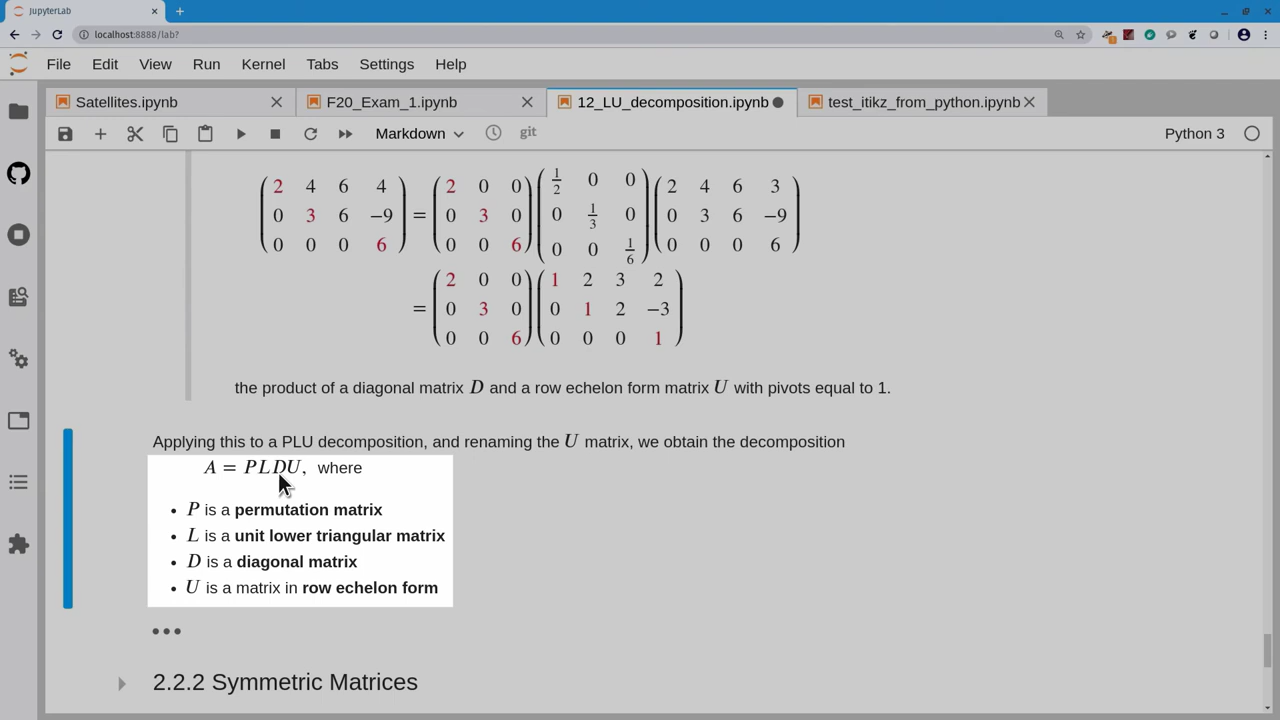 JupyterLab
localhost:8888/lab?
File Edit View Run Kernel Tabs Settings Help
Satellites.ipynb F20_Exam_1.ipynb 12_LU_decomposition.ipynb test_itikz_from_python.ipynb
Markdown git Python 3
( 2 4 6 4 ) = ( 2 0 0 ) ( 1/2 0 0 ) ( 2 4 6 3 )
( 0 3 6 −9 ) ( 0 3 0 ) ( 0 1/3 0 ) ( 0 3 6 −9 )
( 0 0 0 6 ) ( 0 0 6 ) ( 0 0 1/6 ) ( 0 0 0 6 )
( 2 0 0 ) ( 1 2 3 2 )
= ( 0 3 0 ) ( 0 1 2 −3 )
( 0 0 6 ) ( 0 0 0 1 )
the product of a diagonal matrix D and a row echelon form matrix U with pivots equal to 1.
Applying this to a PLU decomposition, and renaming the U matrix, we obtain the decomposition
A = PLDU, where
• P is a permutation matrix
• L is a unit lower triangular matrix
• D is a diagonal matrix
• U is a matrix in row echelon form
2.2.2 Symmetric Matrices